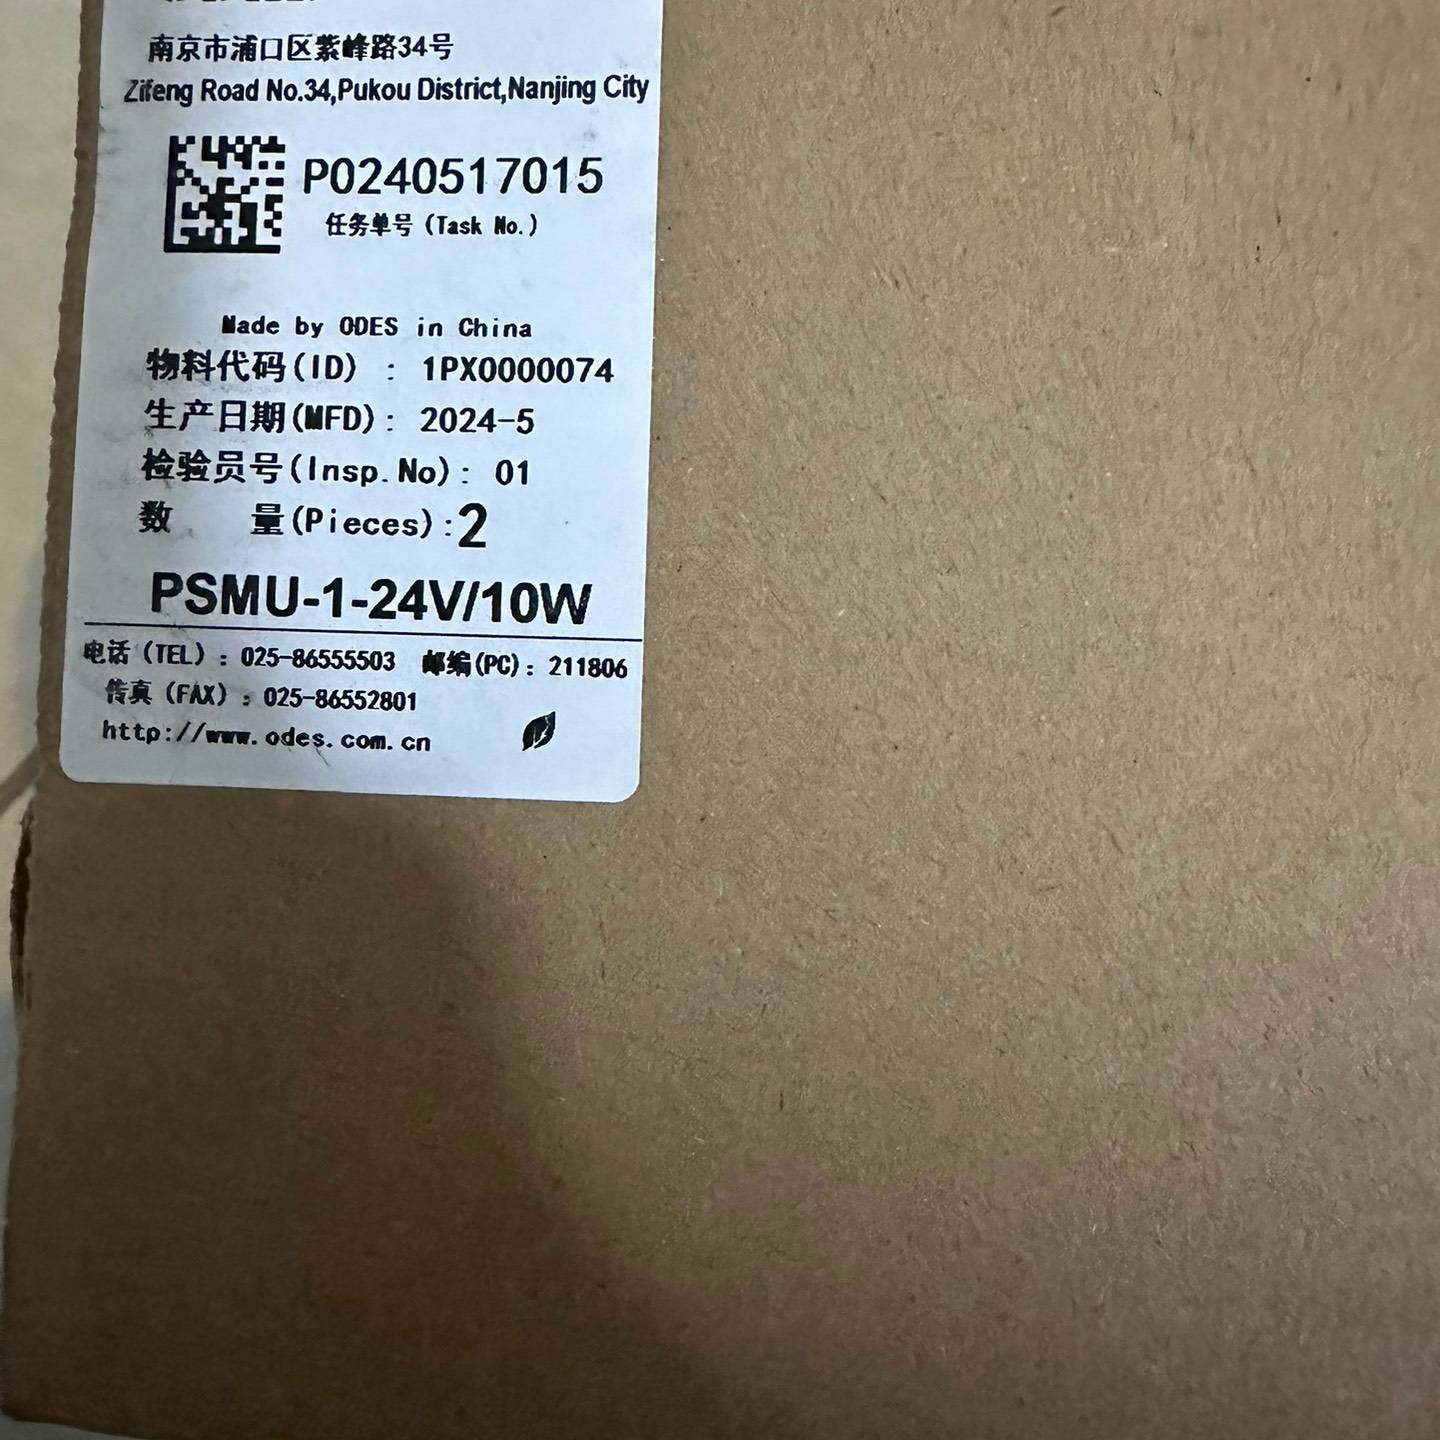 南京市浦口区紫峰路34号
Zifeng Road No.34,Pukou District,Nanjing City
P0240517015
任务单号 (Task No.)
Made by ODES in China
物料代码(ID) : 1PX0000074
生产日期(MFD): 2024-5
检验员号(Insp.No): 01
数 量(Pieces):2
PSMU-1-24V/10W
电话 (TEL) : 025-86555503 邮编(PC): 211806
传真 (FAX) : 025-86552801
http://www.odes.com.cn